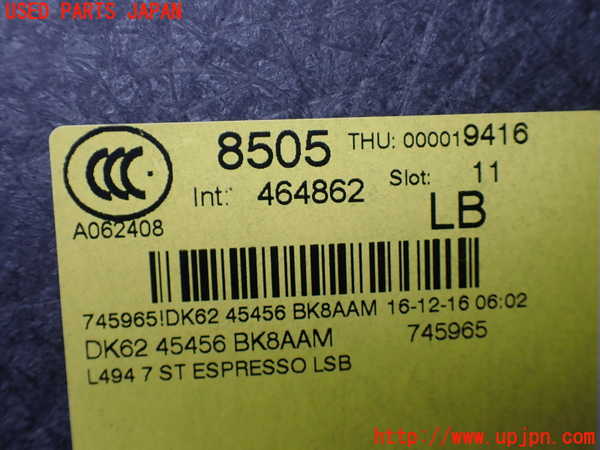 USED PARTS JAPAN
8505 THU: 000019416
Int: 464862 Slot: 11
A062408
LB
745965!DK62 45456 BK8AAM 16-12-16 06:02
DK62 45456 BK8AAM 745965
L494 7 ST ESPRESSO LSB
http://www.upjpn.com/